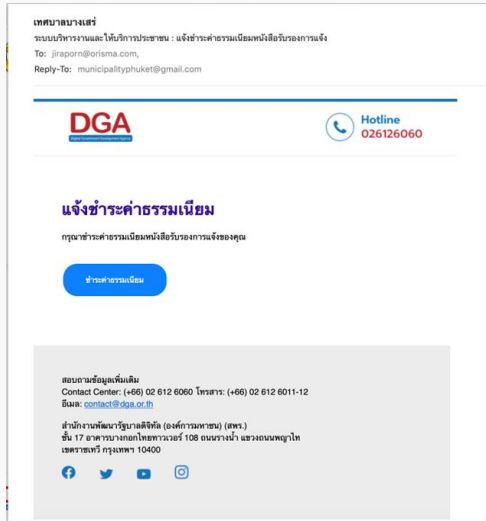 เทศบาลบางเสร่
ระบบบริหารงานและให้บริการประชาชน : แจ้งชำระค่าธรรมเนียมหนังสือรับรองการแจ้ง
To: jiraporn@orisma.com,
Reply-To: municipalityphuket@gmail.com
DGA
Digital Government Development Agency
Hotline
026126060
แจ้งชำระค่าธรรมเนียม
กรุณาชำระค่าธรรมเนียมหนังสือรับรองการแจ้งของคุณ
ชำระค่าธรรมเนียม
สอบถามข้อมูลเพิ่มเติม
Contact Center: (+66) 02 612 6060 โทรสาร: (+66) 02 612 6011-12
อีเมล: contact@dga.or.th
สำนักงานพัฒนารัฐบาลดิจิทัล (องค์การมหาชน) (สพร.)
ชั้น 17 อาคารบางกอกไทยทาวเวอร์ 108 ถนนรางน้ำ แขวงถนนพญาไท
เขตราชเทวี กรุงเทพฯ 10400